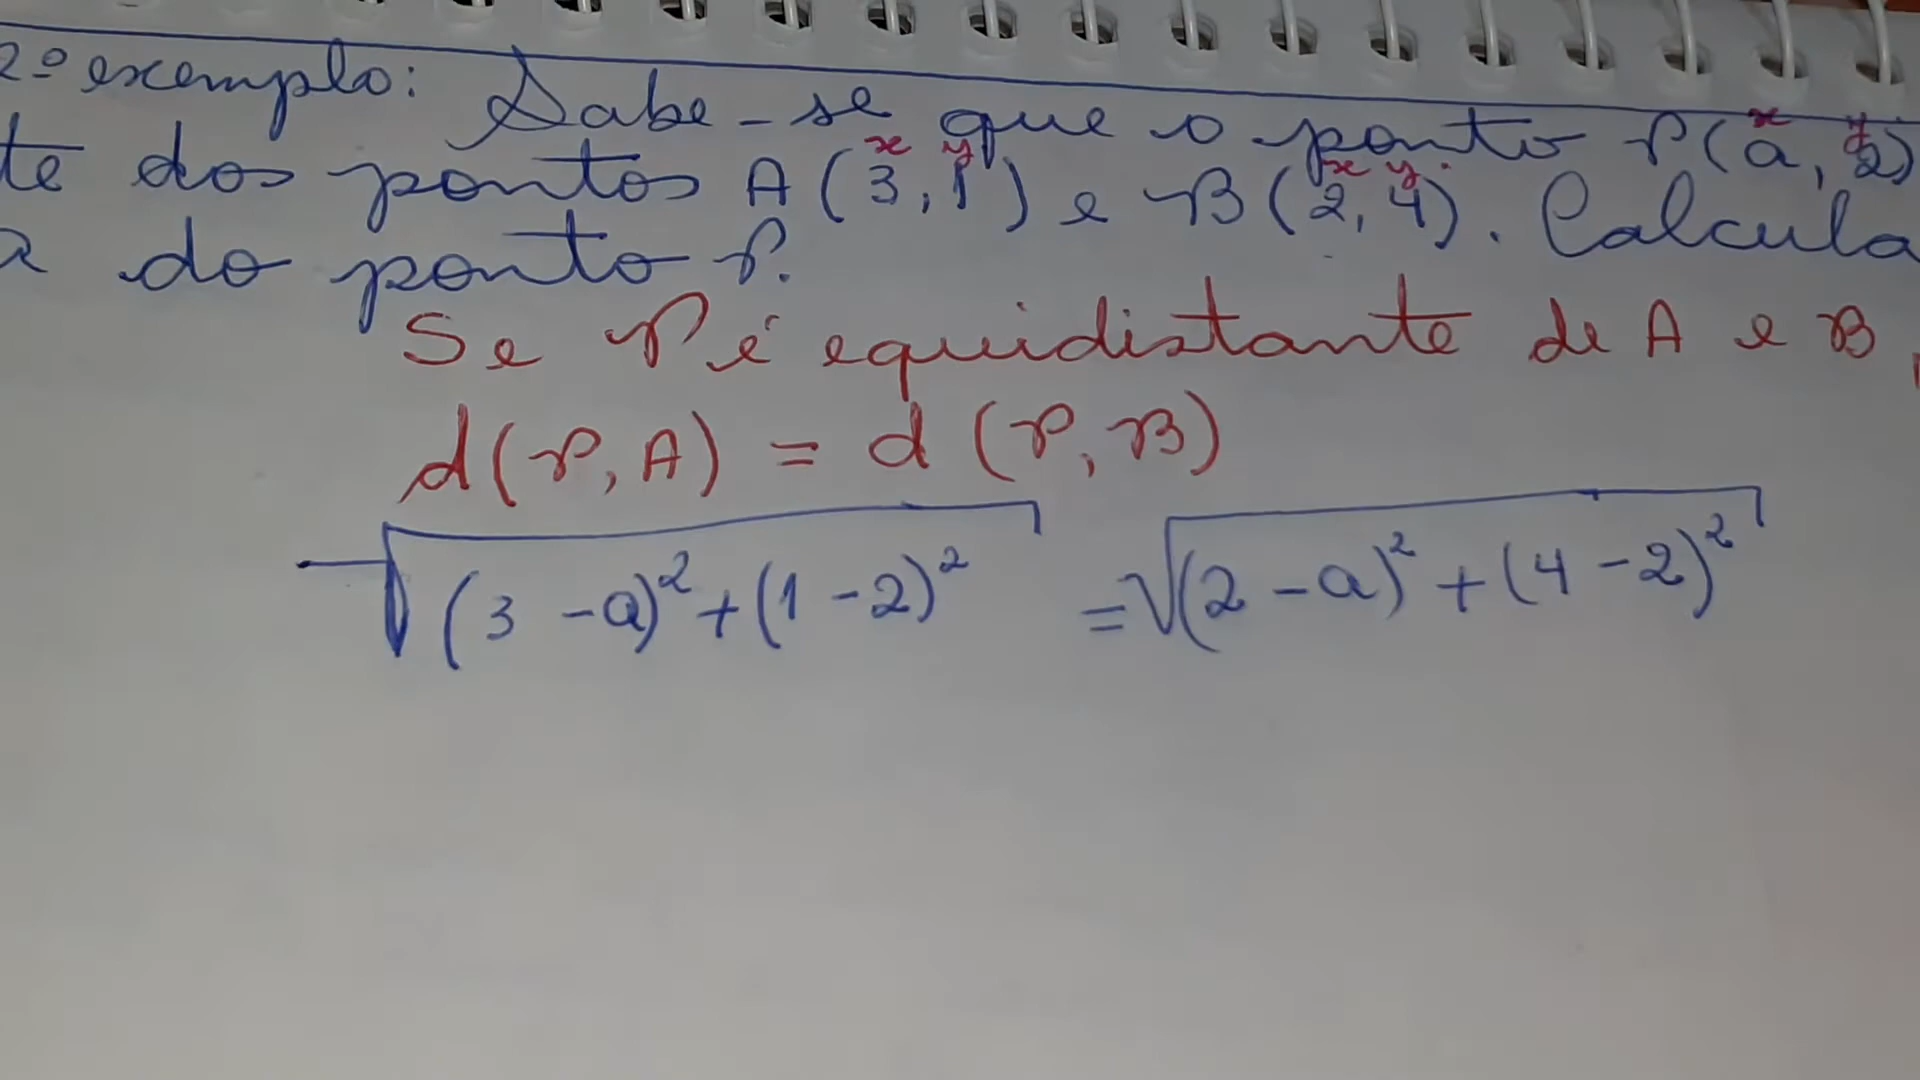 2º exemplo: Sabe-se que o ponto P(a, 2)
x y x y x y
te dos pontos A(3, 1) e B(2, 4). Calcula
do ponto P.
Se P é equidistante de A e B,
d(P, A) = d(P, B)
√(3 - a)² + (1 - 2)² = √(2 - a)² + (4 - 2)²